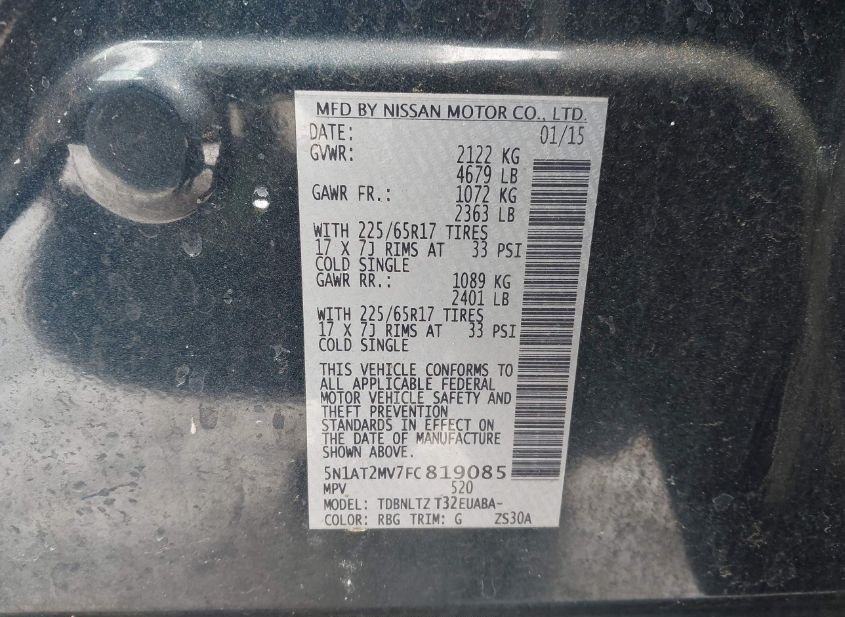 MFD BY NISSAN MOTOR CO., LTD.
DATE: 01/15
GVWR: 2122 KG
4679 LB
GAWR FR.: 1072 KG
2363 LB
WITH 225/65R17 TIRES
17 X 7J RIMS AT 33 PSI
COLD SINGLE
GAWR RR.: 1089 KG
2401 LB
WITH 225/65R17 TIRES
17 X 7J RIMS AT 33 PSI
COLD SINGLE
THIS VEHICLE CONFORMS TO
ALL APPLICABLE FEDERAL
MOTOR VEHICLE SAFETY AND
THEFT PREVENTION
STANDARDS IN EFFECT ON
THE DATE OF MANUFACTURE
SHOWN ABOVE.
5N1AT2MV7FC819085
MPV 520
MODEL: TDBNLTZ T32EUABA-
COLOR: RBG TRIM: G ZS30A